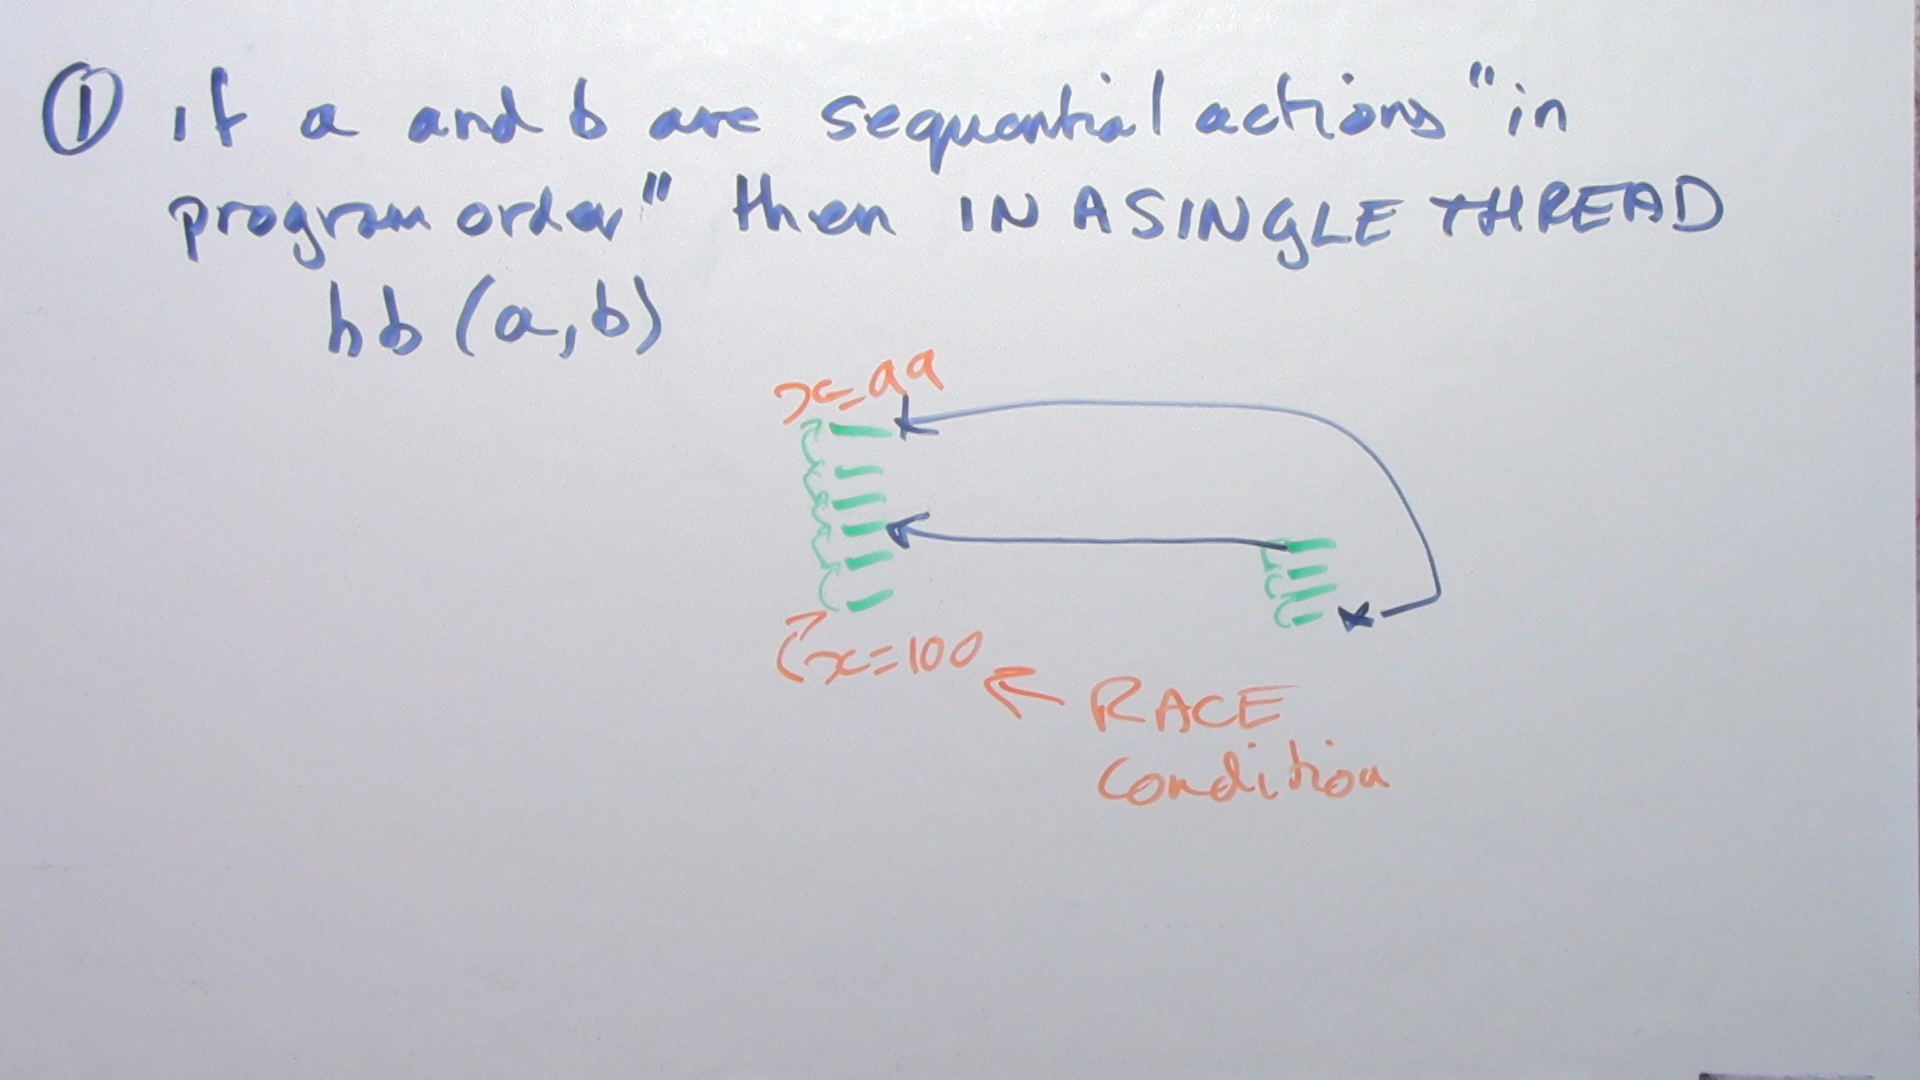 ① if a and b are sequential actions "in
program order" then IN A SINGLE THREAD
hb (a,b)
x=99
x=100
RACE
condition